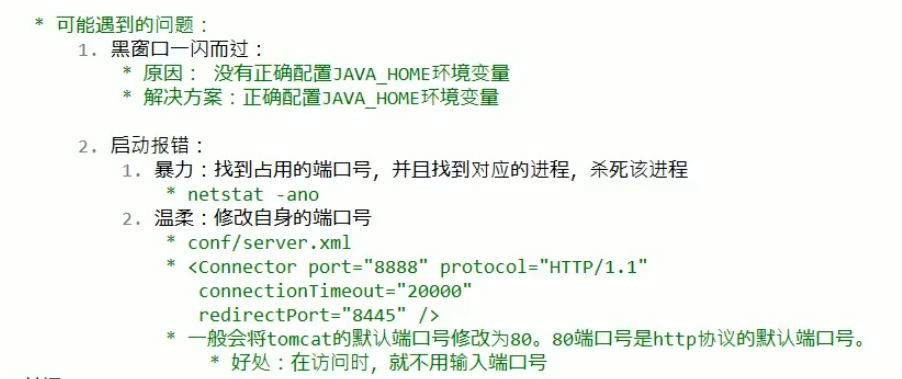 * 可能遇到的问题：
1. 黑窗口一闪而过：
* 原因： 没有正确配置JAVA_HOME环境变量
* 解决方案：正确配置JAVA_HOME环境变量
2. 启动报错：
1. 暴力：找到占用的端口号，并且找到对应的进程，杀死该进程
* netstat -ano
2. 温柔：修改自身的端口号
* conf/server.xml
* <Connector port="8888" protocol="HTTP/1.1"
connectionTimeout="20000"
redirectPort="8445" />
* 一般会将tomcat的默认端口号修改为80。80端口号是http协议的默认端口号。
* 好处：在访问时，就不用输入端口号